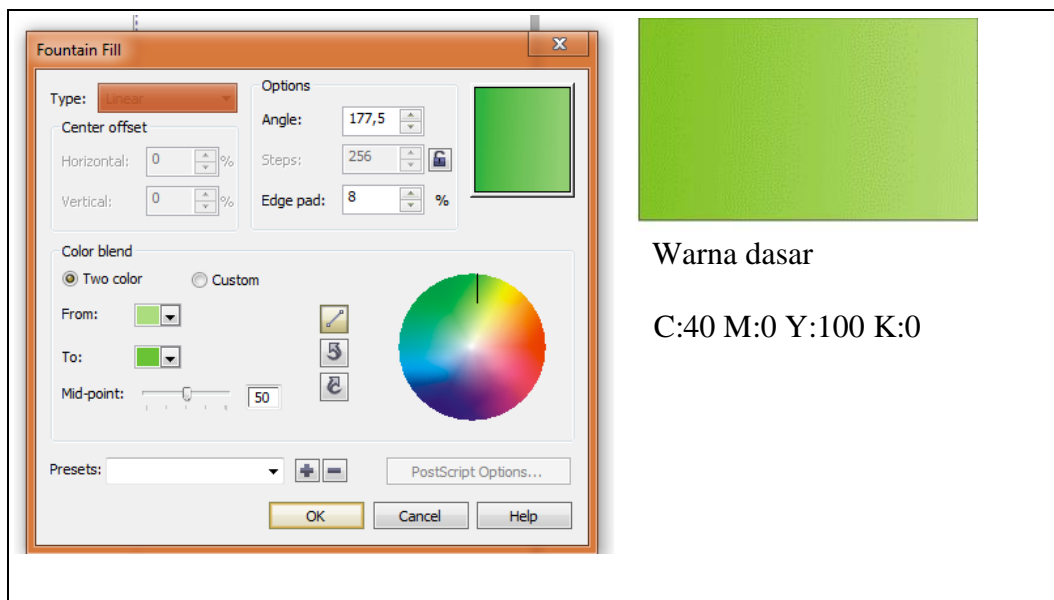 Fountain Fill
Type: Linear
Center offset
Horizontal: 0 %
Vertical: 0 %
Options
Angle: 177,5
Steps: 256
Edge pad: 8 %
Color blend
Two color Custom
From:
To:
Mid-point: 50
Presets: PostScript Options...
OK Cancel Help
Warna dasar
C:40 M:0 Y:100 K:0